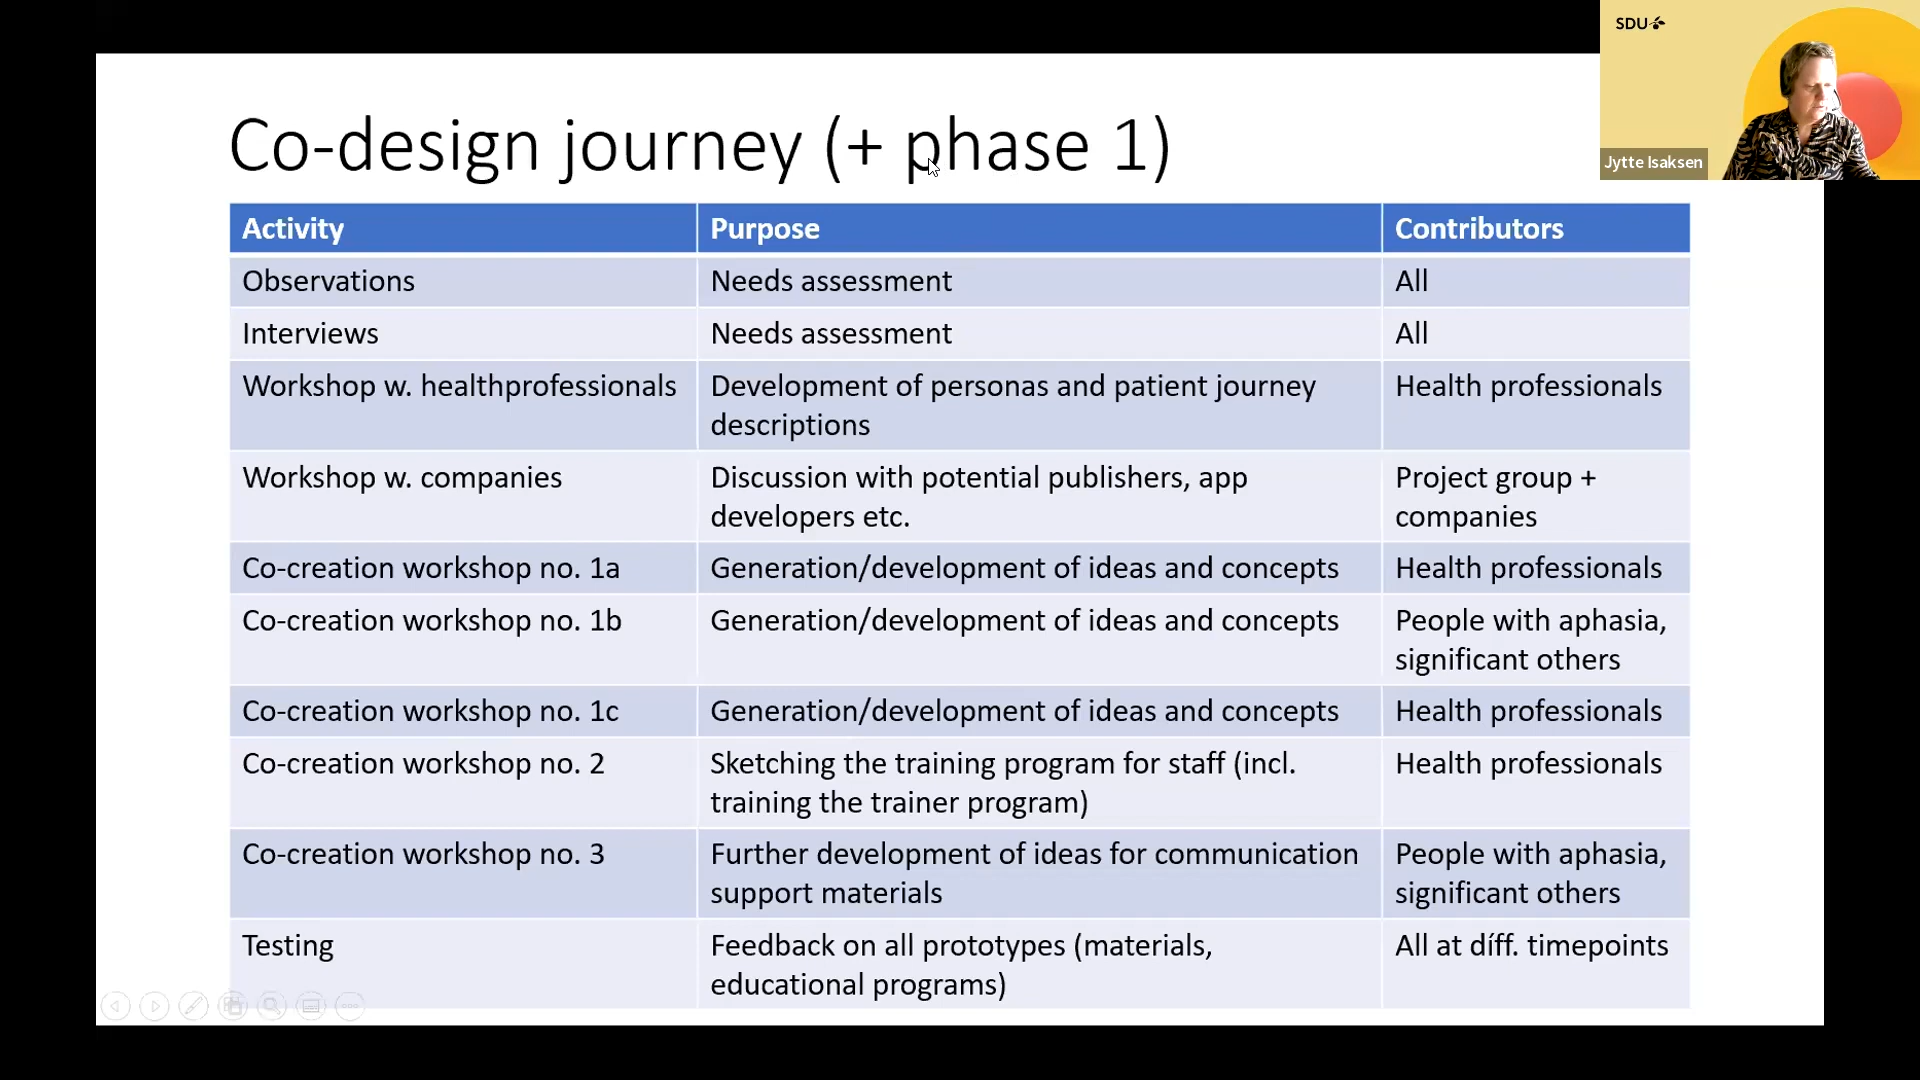 SDU
Jytte Isaksen
Co-design journey (+ phase 1)
Activity Purpose Contributors
Observations Needs assessment All
Interviews Needs assessment All
Workshop w. healthprofessionals Development of personas and patient journey Health professionals
descriptions
Workshop w. companies Discussion with potential publishers, app Project group +
developers etc. companies
Co-creation workshop no. 1a Generation/development of ideas and concepts Health professionals
Co-creation workshop no. 1b Generation/development of ideas and concepts People with aphasia,
significant others
Co-creation workshop no. 1c Generation/development of ideas and concepts Health professionals
Co-creation workshop no. 2 Sketching the training program for staff (incl. Health professionals
training the trainer program)
Co-creation workshop no. 3 Further development of ideas for communication People with aphasia,
support materials significant others
Testing Feedback on all prototypes (materials, All at díff. timepoints
educational programs)